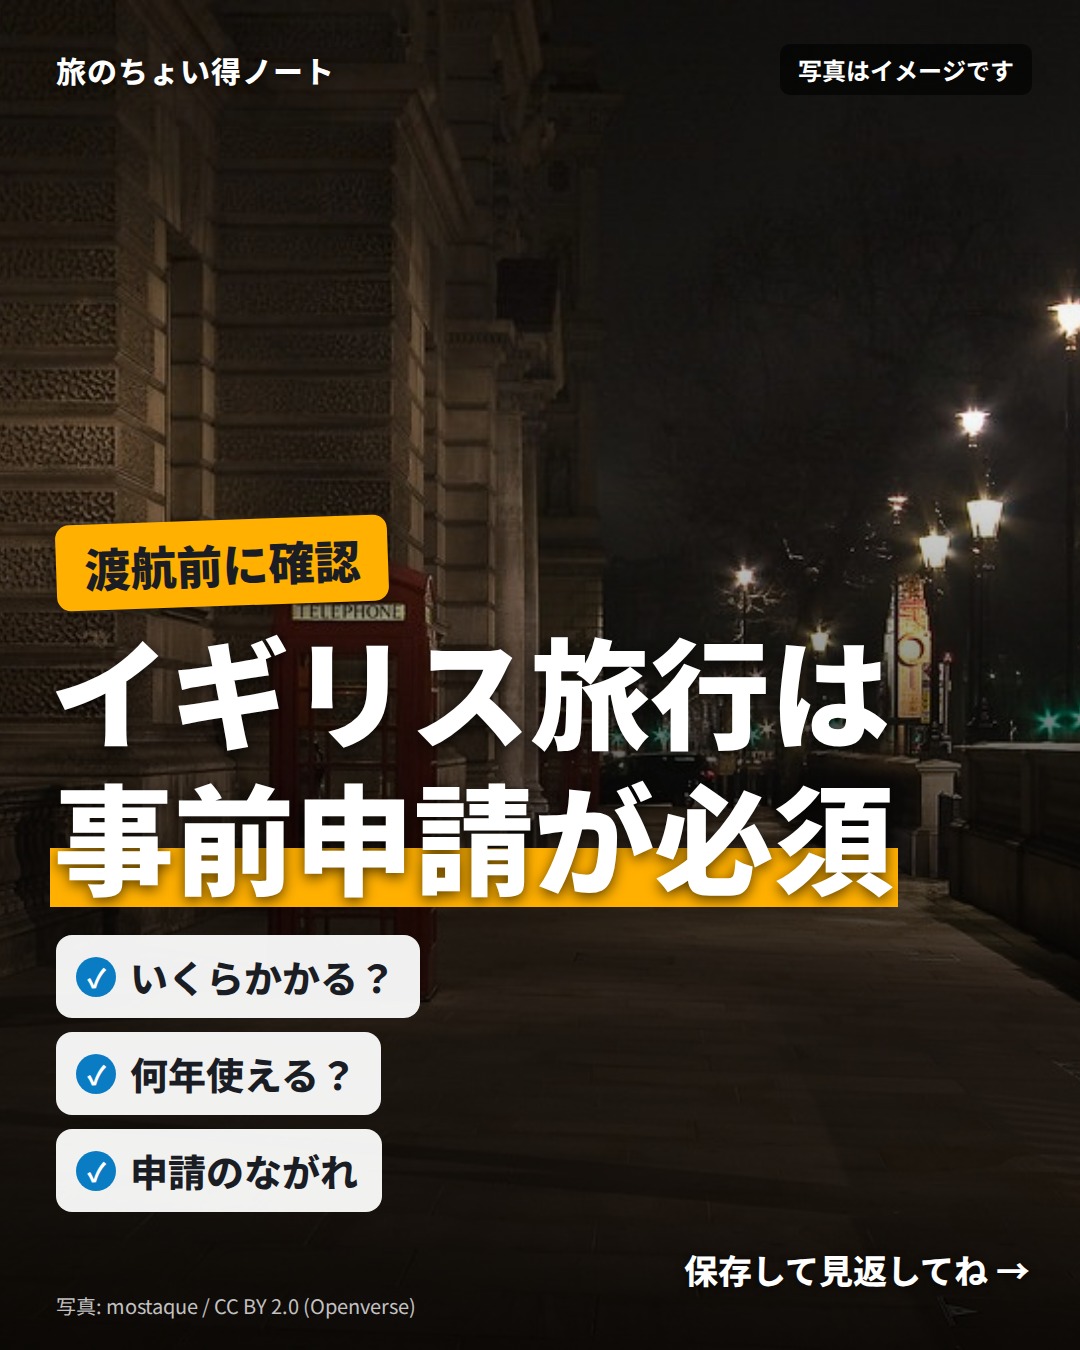 旅のちょい得ノート
写真はイメージです
渡航前に確認
TELEPHONE
イギリス旅行は
事前申請が必須
いくらかかる？
何年使える？
申請のながれ
保存して見返してね →
写真: mostaque / CC BY 2.0 (Openverse)